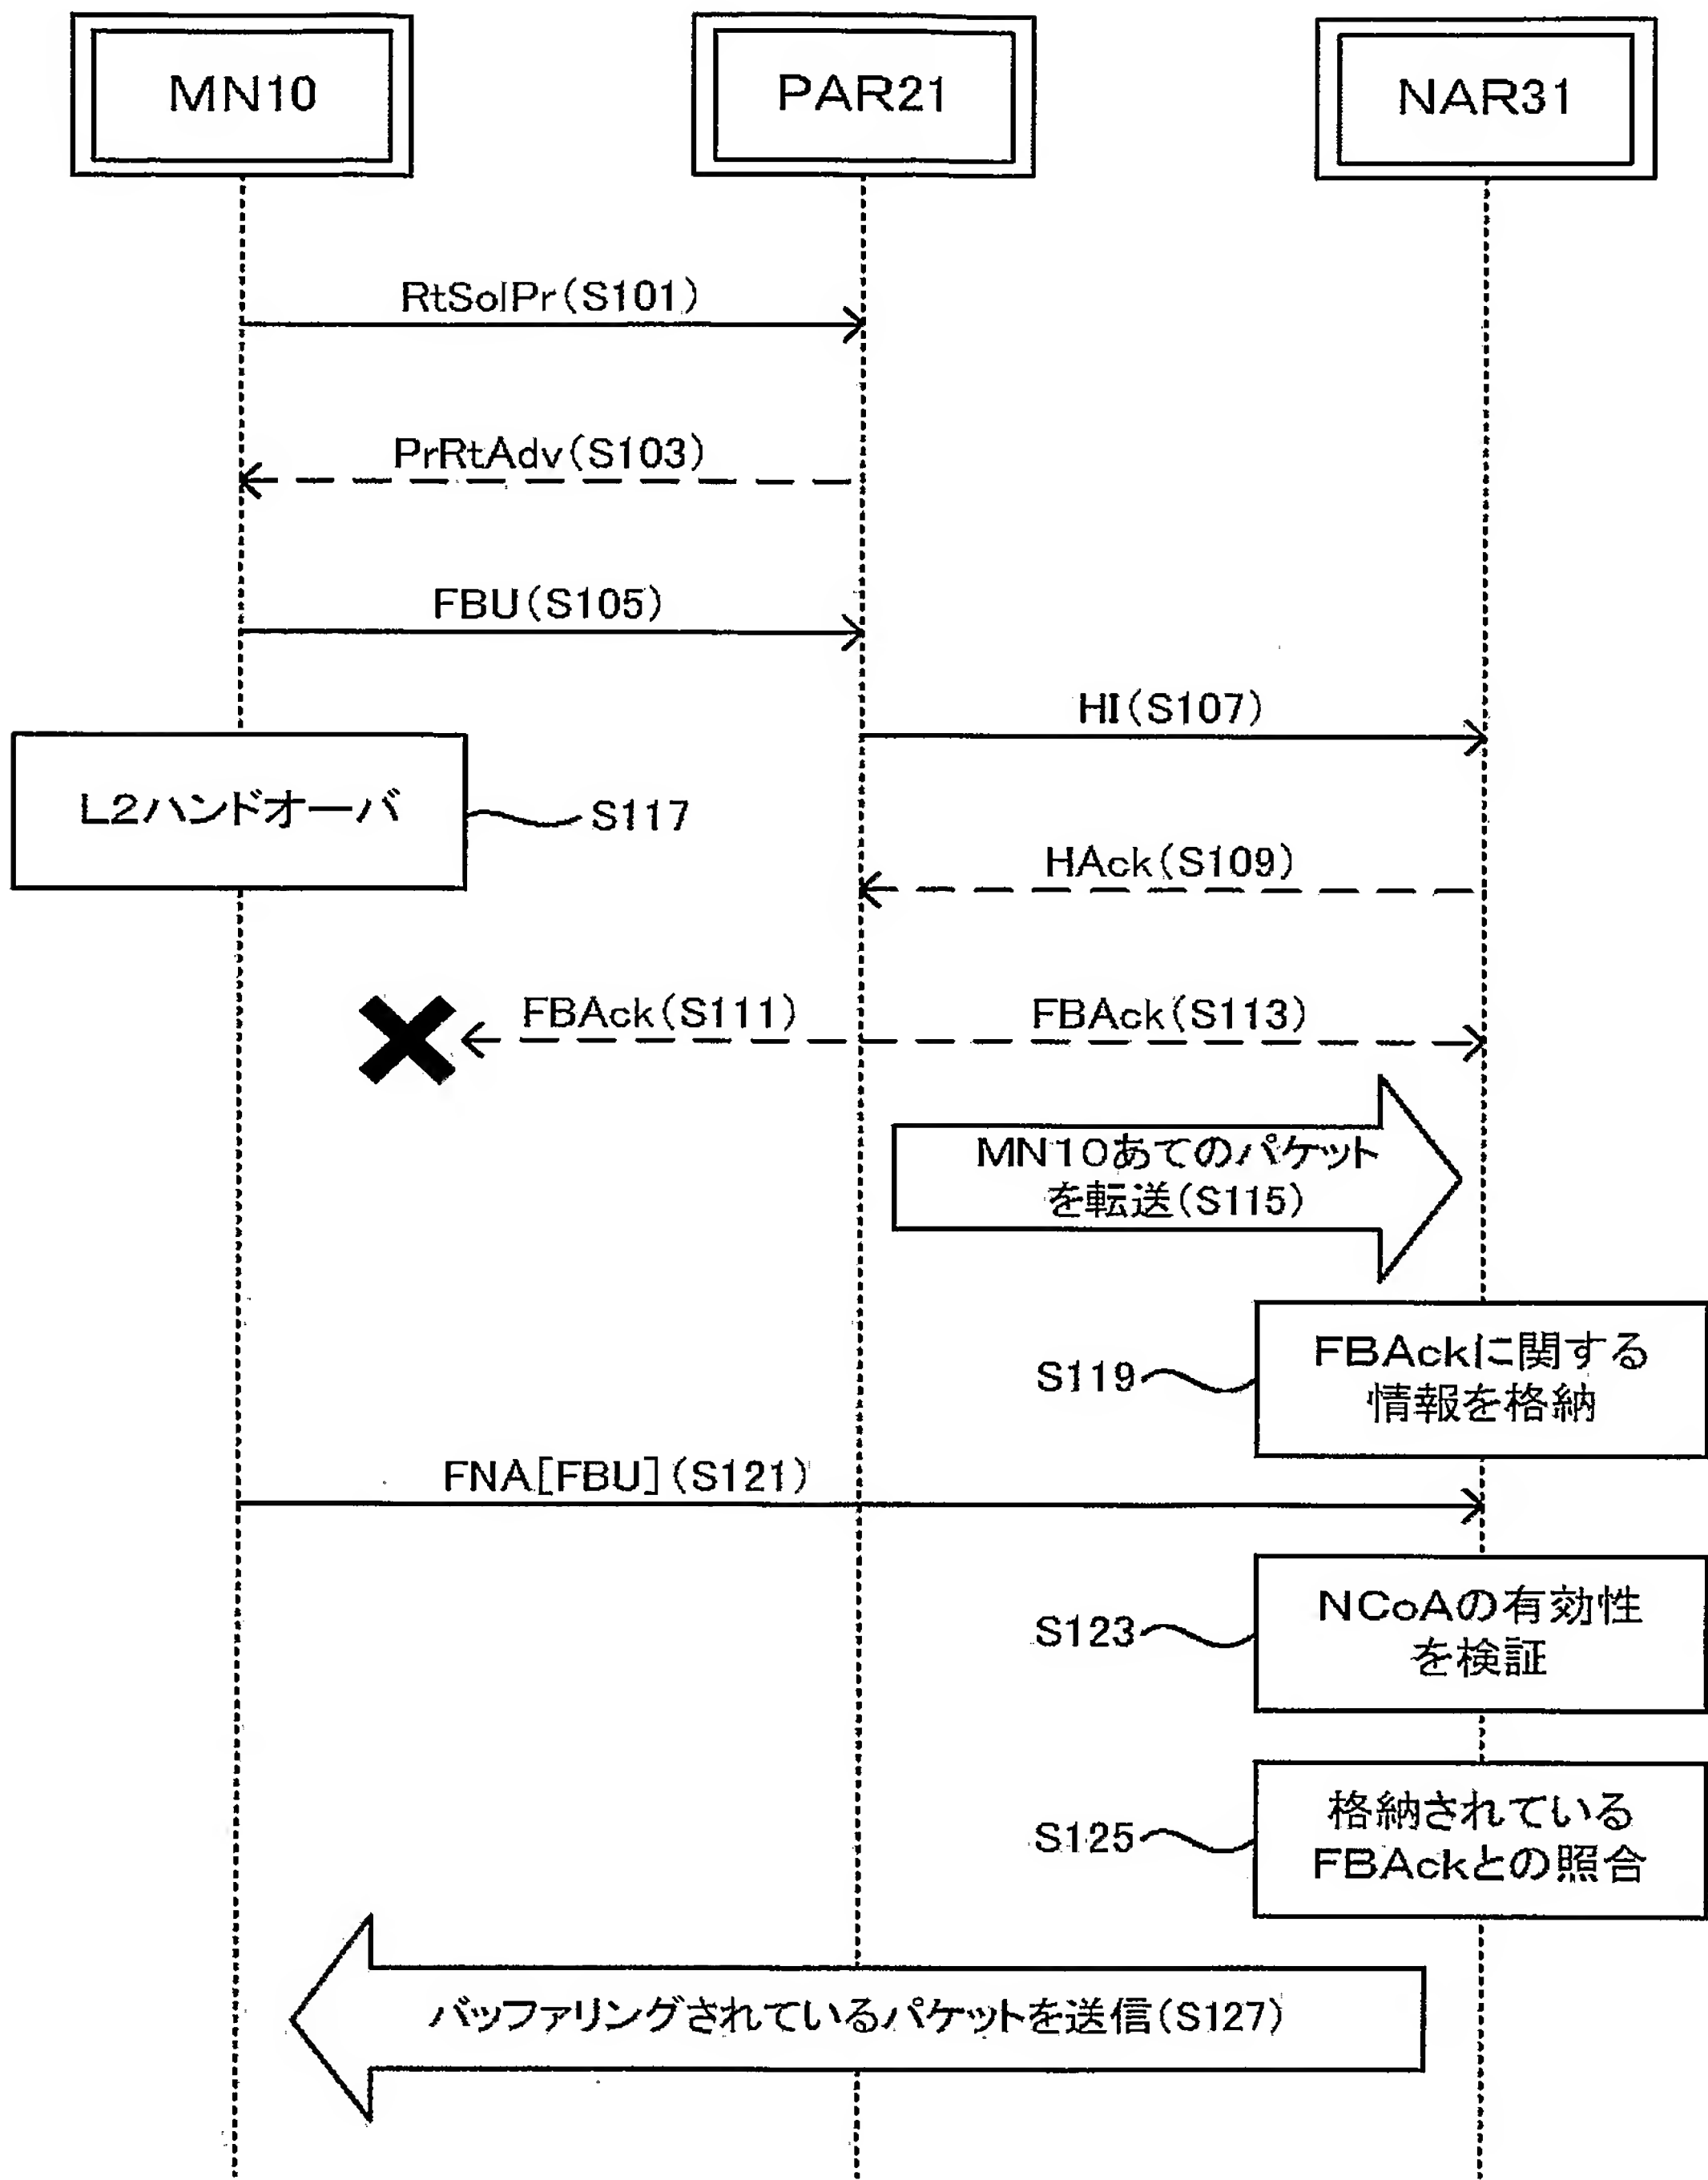 MN10
PAR21
NAR31
RtSolPr(S101)
PrRtAdv(S103)
FBU(S105)
HI(S107)
L2ハンドオーバ
S117
HAck(S109)
FBAck(S111)
FBAck(S113)
MN10あてのパケット
を転送(S115)
S119
FBAckに関する
情報を格納
FNA[FBU](S121)
S123
NCoAの有効性
を検証
S125
格納されている
FBAckとの照合
バッファリングされているパケットを送信(S127)